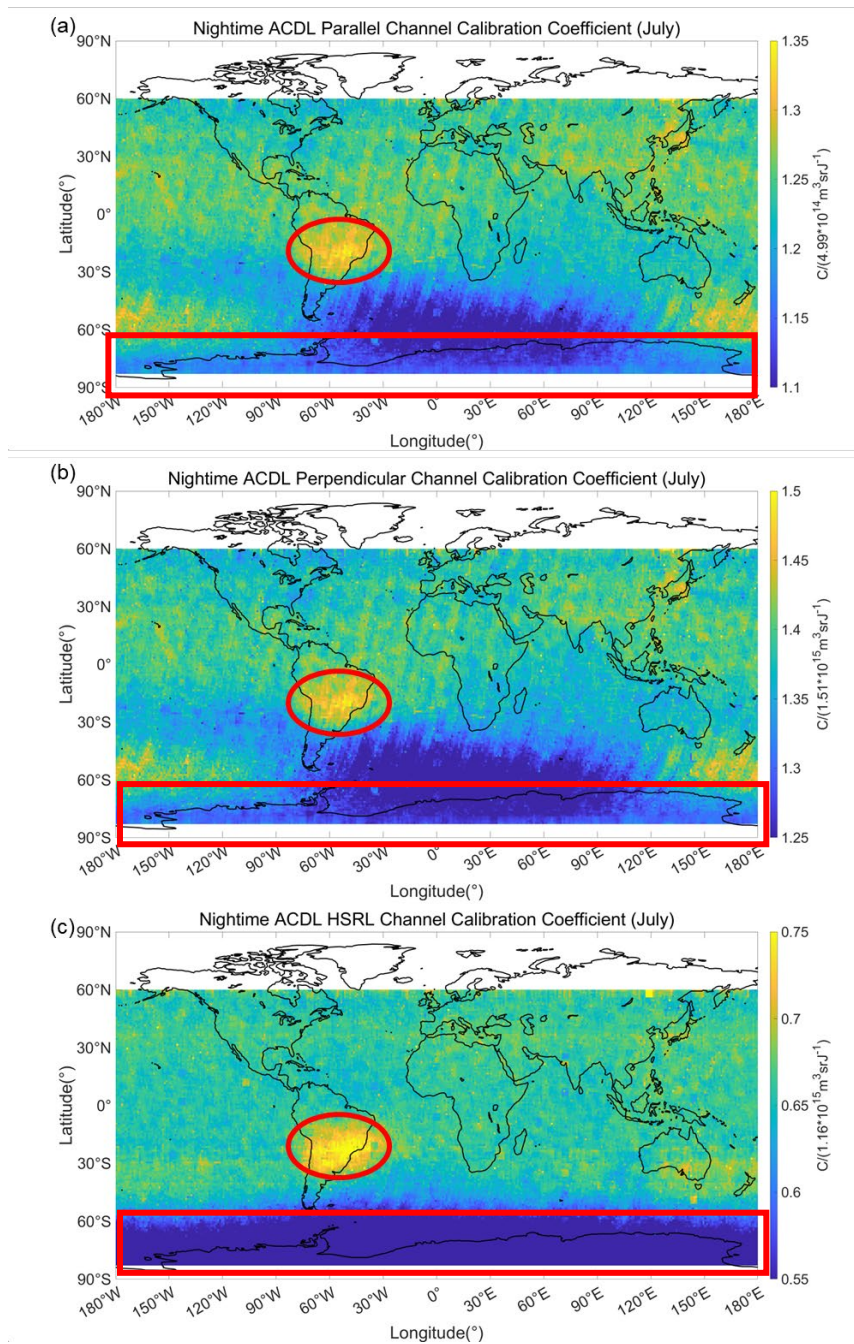 (a)
Nightime ACDL Parallel Channel Calibration Coefficient (July)
90°N
60°N
30°N
0°
30°S
60°S
90°S
Latitude(°)
180°W 150°W 120°W 90°W 60°W 30°W 0° 30°E 60°E 90°E 120°E 150°E 180°E
Longitude(°)
1.35
1.3
1.25
1.2
1.15
1.1
C/(4.99*10¹⁴m³srJ⁻¹)
(b)
Nightime ACDL Perpendicular Channel Calibration Coefficient (July)
90°N
60°N
30°N
0°
30°S
60°S
90°S
Latitude(°)
180°W 150°W 120°W 90°W 60°W 30°W 0° 30°E 60°E 90°E 120°E 150°E 180°E
Longitude(°)
1.5
1.45
1.4
1.35
1.3
1.25
C/(1.51*10¹⁵m³srJ⁻¹)
(c)
Nightime ACDL HSRL Channel Calibration Coefficient (July)
90°N
60°N
30°N
0°
30°S
60°S
90°S
Latitude(°)
180°W 150°W 120°W 90°W 60°W 30°W 0° 30°E 60°E 90°E 120°E 150°E 180°E
Longitude(°)
0.75
0.7
0.65
0.6
0.55
C/(1.16*10¹⁵m³srJ⁻¹)